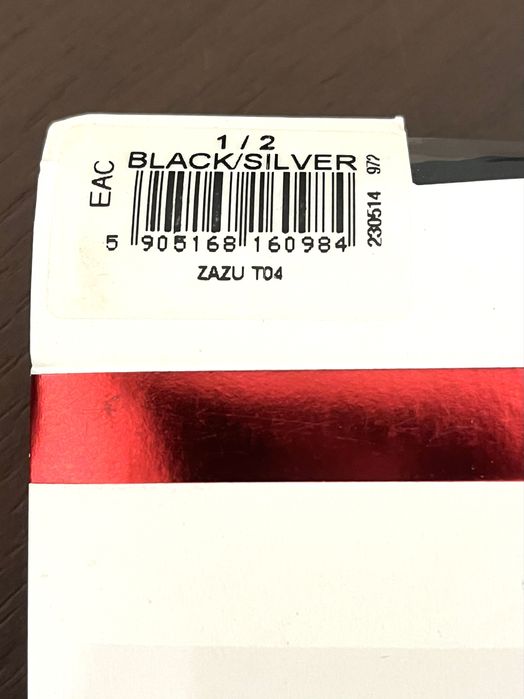 1 / 2
BLACK/SILVER
EAC
5 905168 160984
230514 972
ZAZU T04